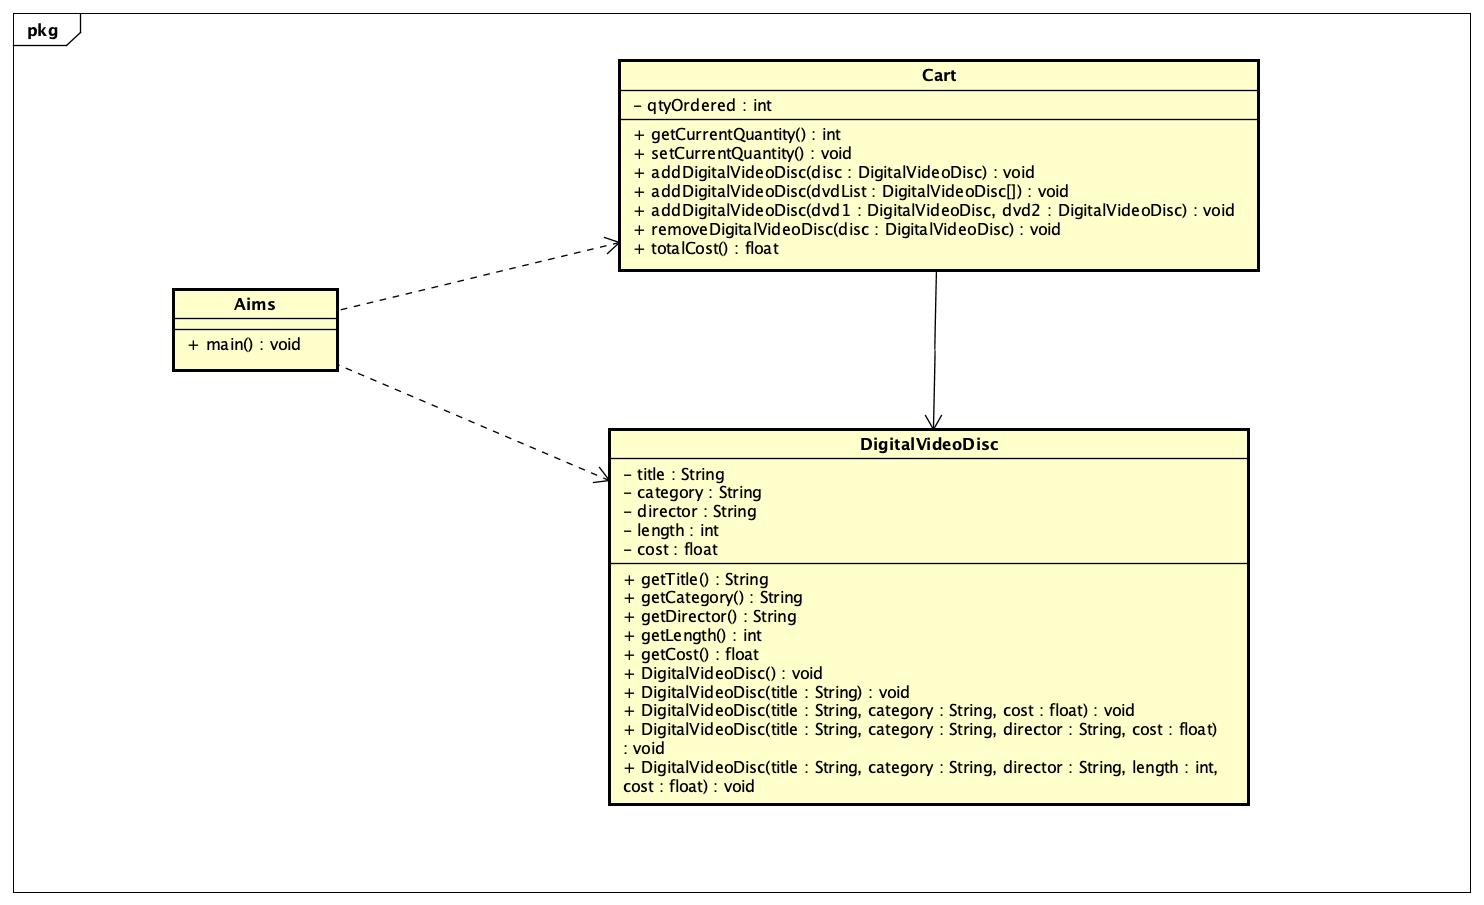 pkg
Cart
- qtyOrdered : int
+ getCurrentQuantity() : int
+ setCurrentQuantity() : void
+ addDigitalVideoDisc(disc : DigitalVideoDisc) : void
+ addDigitalVideoDisc(dvdList : DigitalVideoDisc[]) : void
+ addDigitalVideoDisc(dvd1 : DigitalVideoDisc, dvd2 : DigitalVideoDisc) : void
+ removeDigitalVideoDisc(disc : DigitalVideoDisc) : void
+ totalCost() : float
Aims
+ main() : void
DigitalVideoDisc
- title : String
- category : String
- director : String
- length : int
- cost : float
+ getTitle() : String
+ getCategory() : String
+ getDirector() : String
+ getLength() : int
+ getCost() : float
+ DigitalVideoDisc() : void
+ DigitalVideoDisc(title : String) : void
+ DigitalVideoDisc(title : String, category : String, cost : float) : void
+ DigitalVideoDisc(title : String, category : String, director : String, cost : float)
: void
+ DigitalVideoDisc(title : String, category : String, director : String, length : int,
cost : float) : void